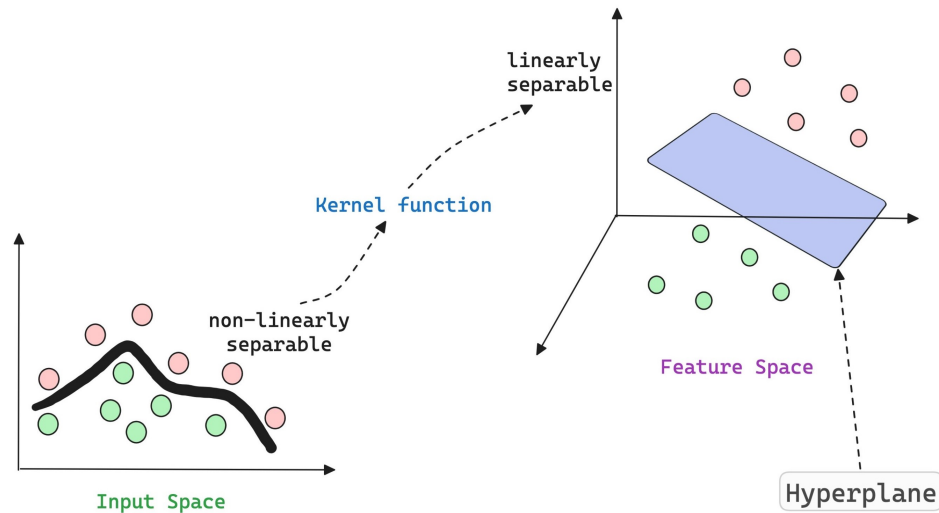 linearly
separable
Kernel function
non-linearly
separable
Feature Space
Hyperplane
Input Space